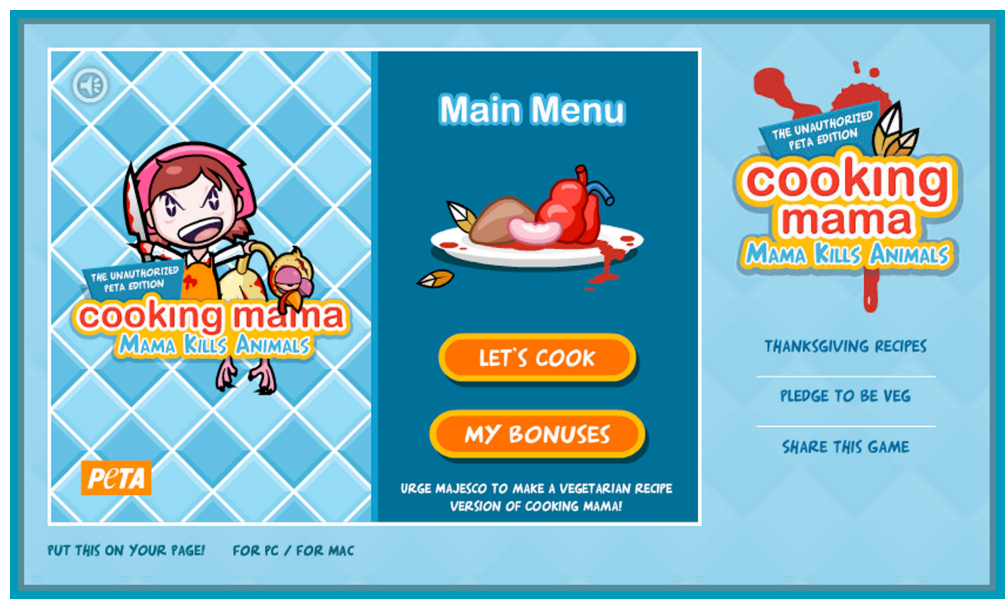 Main Menu
THE UNAUTHORIZED
PETA EDITION
cooking mama
MAMA KILLS ANIMALS
PETA
LET'S COOK
MY BONUSES
URGE MAJESCO TO MAKE A VEGETARIAN RECIPE
VERSION OF COOKING MAMA!
THE UNAUTHORIZED
PETA EDITION
cooking
mama
MAMA KILLS ANIMALS
THANKSGIVING RECIPES
PLEDGE TO BE VEG
SHARE THIS GAME
PUT THIS ON YOUR PAGE!
FOR PC / FOR MAC